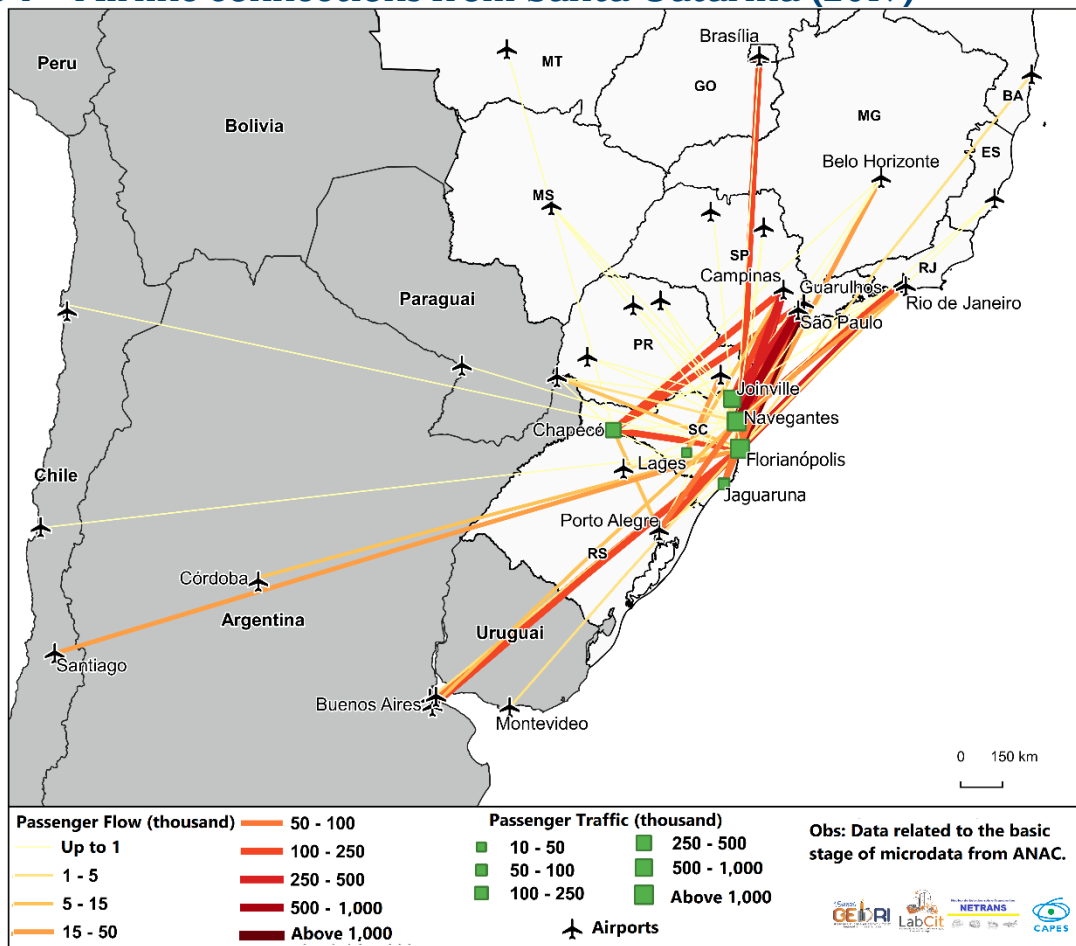 Brasília
Peru
MT
GO
BA
Bolivia
MG
ES
Belo Horizonte
MS
SP
RJ
Campinas
Guarulhos
Paraguai
Rio de Janeiro
São Paulo
PR
Joinville
Navegantes
Chapecó
SC
Florianópolis
Lages
Chile
Jaguaruna
Porto Alegre
RS
Córdoba
Argentina
Uruguai
Santiago
Buenos Aires
Montevideo
0 150 km
Passenger Flow (thousand)
Up to 1
1 - 5
5 - 15
15 - 50
50 - 100
100 - 250
250 - 500
500 - 1,000
Above 1,000
Passenger Traffic (thousand)
10 - 50
50 - 100
100 - 250
250 - 500
500 - 1,000
Above 1,000
Airports
Obs: Data related to the basic
stage of microdata from ANAC.
LabCit
NETRANS
CAPES